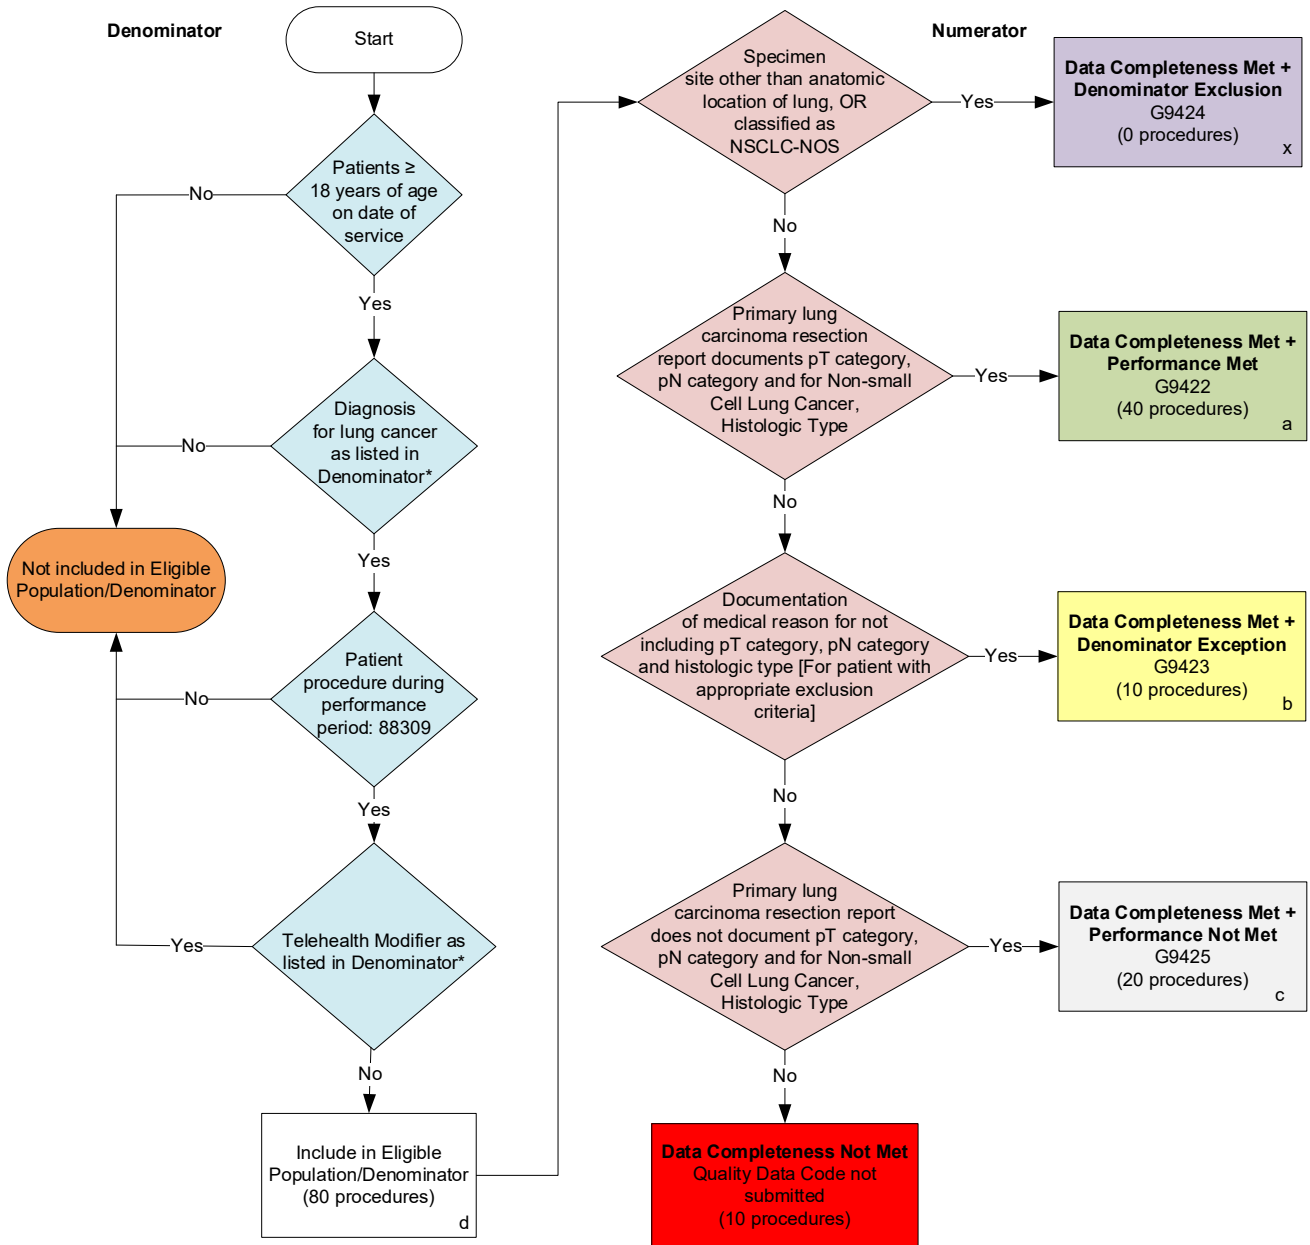 Denominator
Start
Patients ≥
18 years of age
on date of
service
No
Yes
Diagnosis
for lung cancer
as listed in
Denominator*
No
Yes
Not included in Eligible
Population/Denominator
Patient
procedure during
performance
period: 88309
No
Yes
Telehealth Modifier as
listed in Denominator*
Yes
No
Include in Eligible
Population/Denominator
(80 procedures)
d
Numerator
Specimen
site other than anatomic
location of lung, OR
classified as
NSCLC-NOS
Yes
Data Completeness Met +
Denominator Exclusion
G9424
(0 procedures)
x
No
Primary lung
carcinoma resection
report documents pT category,
pN category and for Non-small
Cell Lung Cancer,
Histologic Type
Yes
Data Completeness Met +
Performance Met
G9422
(40 procedures)
a
No
Documentation
of medical reason for not
including pT category, pN category
and histologic type [For patient with
appropriate exclusion
criteria]
Yes
Data Completeness Met +
Denominator Exception
G9423
(10 procedures)
b
No
Primary lung
carcinoma resection report
does not document pT category,
pN category and for Non-small
Cell Lung Cancer,
Histologic Type
Yes
Data Completeness Met +
Performance Not Met
G9425
(20 procedures)
c
No
Data Completeness Not Met
Quality Data Code not
submitted
(10 procedures)